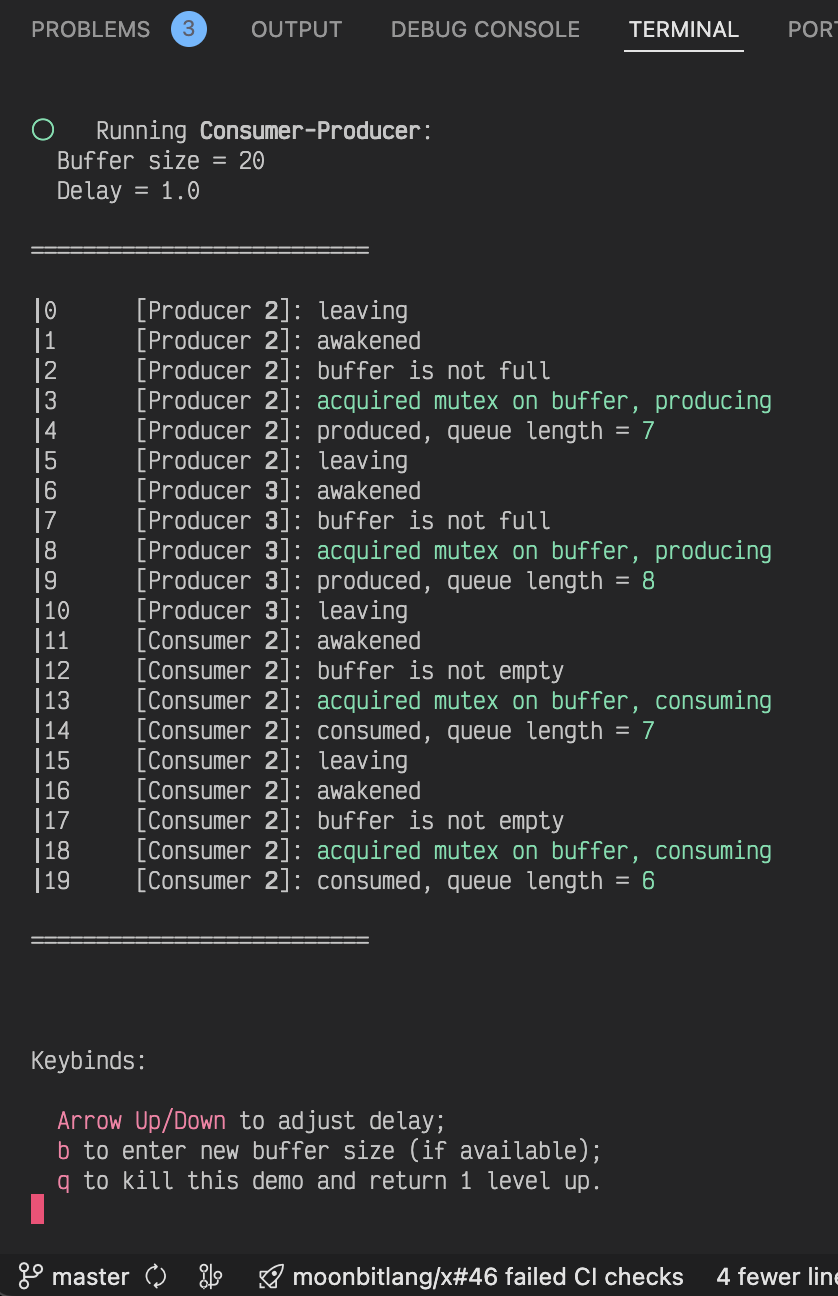 PROBLEMS 3 OUTPUT DEBUG CONSOLE TERMINAL
Running Consumer-Producer:
Buffer size = 20
Delay = 1.0
==========================
|0 [Producer 2]: leaving
|1 [Producer 2]: awakened
|2 [Producer 2]: buffer is not full
|3 [Producer 2]: acquired mutex on buffer, producing
|4 [Producer 2]: produced, queue length = 7
|5 [Producer 2]: leaving
|6 [Producer 3]: awakened
|7 [Producer 3]: buffer is not full
|8 [Producer 3]: acquired mutex on buffer, producing
|9 [Producer 3]: produced, queue length = 8
|10 [Producer 3]: leaving
|11 [Consumer 2]: awakened
|12 [Consumer 2]: buffer is not empty
|13 [Consumer 2]: acquired mutex on buffer, consuming
|14 [Consumer 2]: consumed, queue length = 7
|15 [Consumer 2]: leaving
|16 [Consumer 2]: awakened
|17 [Consumer 2]: buffer is not empty
|18 [Consumer 2]: acquired mutex on buffer, consuming
|19 [Consumer 2]: consumed, queue length = 6
==========================
Keybinds:
Arrow Up/Down to adjust delay;
b to enter new buffer size (if available);
q to kill this demo and return 1 level up.
master moonbitlang/x#46 failed CI checks 4 fewer